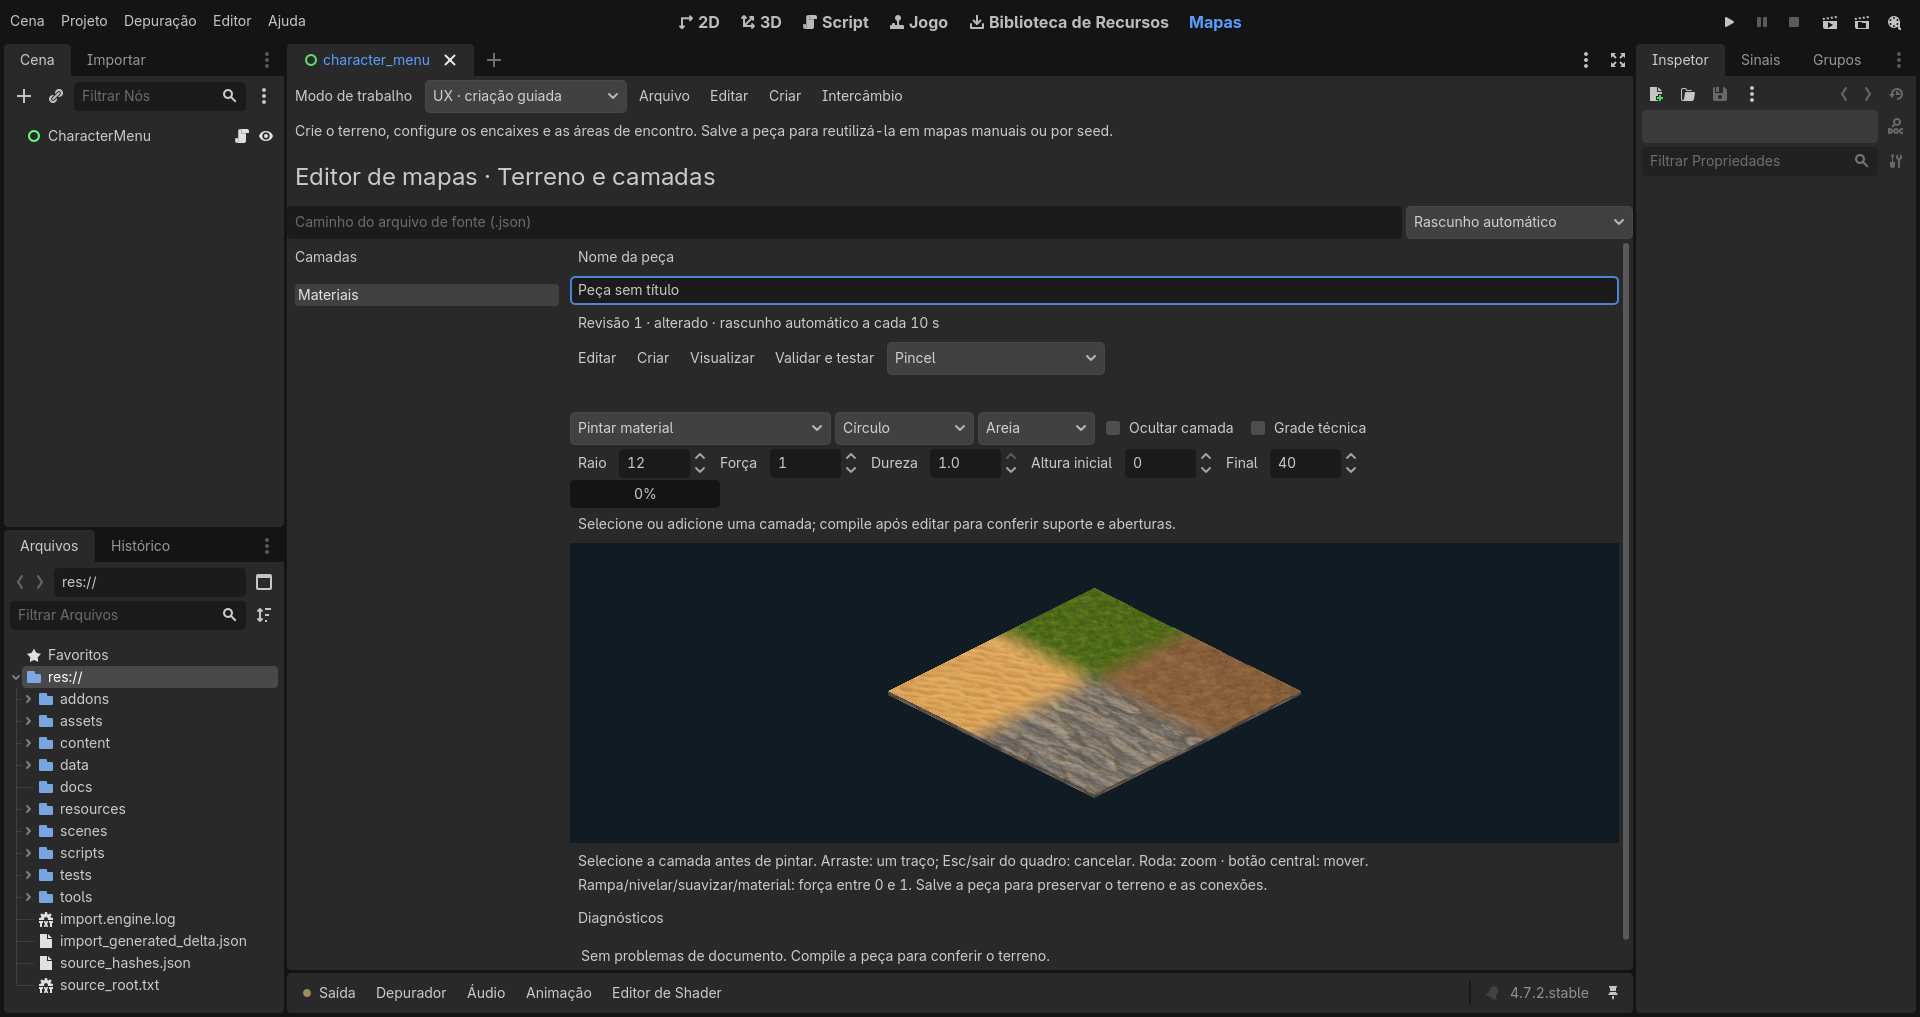 Cena Projeto Depuração Editor Ajuda
2D 3D Script Jogo Biblioteca de Recursos Mapas
Cena Importar
Filtrar Nós
CharacterMenu
character_menu
Modo de trabalho UX · criação guiada Arquivo Editar Criar Intercâmbio
Crie o terreno, configure os encaixes e as áreas de encontro. Salve a peça para reutilizá-la em mapas manuais ou por seed.
Editor de mapas · Terreno e camadas
Caminho do arquivo de fonte (.json) Rascunho automático
Camadas
Materiais
Nome da peça
Peça sem título
Revisão 1 · alterado · rascunho automático a cada 10 s
Editar Criar Visualizar Validar e testar Pincel
Pintar material Círculo Areia Ocultar camada Grade técnica
Raio 12 Força 1 Dureza 1.0 Altura inicial 0 Final 40
0%
Selecione ou adicione uma camada; compile após editar para conferir suporte e aberturas.
Selecione a camada antes de pintar. Arraste: um traço; Esc/sair do quadro: cancelar. Roda: zoom · botão central: mover.
Rampa/nivelar/suavizar/material: força entre 0 e 1. Salve a peça para preservar o terreno e as conexões.
Diagnósticos
Sem problemas de documento. Compile a peça para conferir o terreno.
Arquivos Histórico
res://
Filtrar Arquivos
Favoritos
res://
addons
assets
content
data
docs
resources
scenes
scripts
tests
tools
import.engine.log
import_generated_delta.json
source_hashes.json
source_root.txt
Saída Depurador Áudio Animação Editor de Shader 4.7.2.stable
Inspetor Sinais Grupos
DOC
Filtrar Propriedades